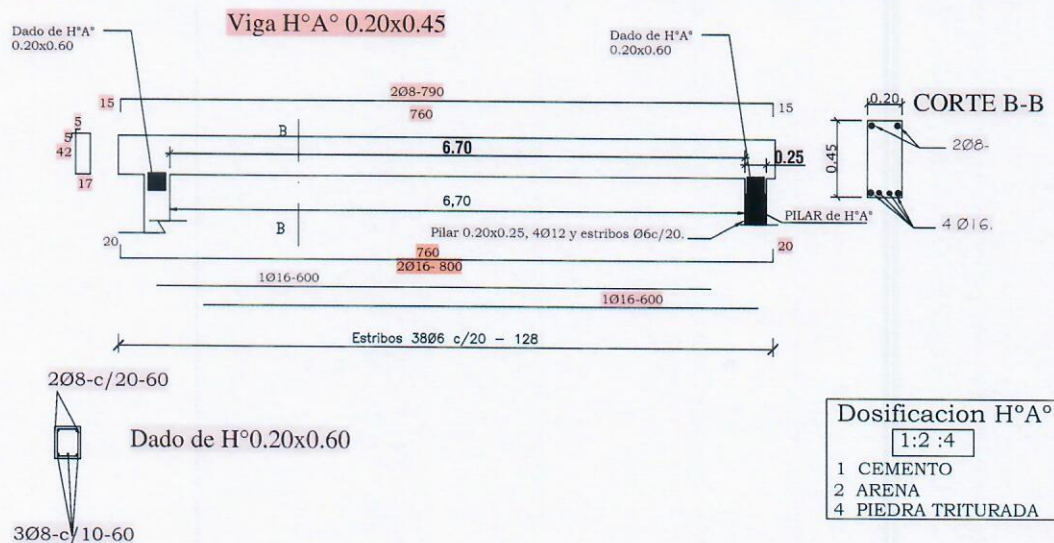 Viga H°A° 0.20x0.45
Dado de H°A°
0.20x0.60
Dado de H°A°
0.20x0.60
15
2Ø8-790
760
15
5
5
42
17
B
6.70
0.25
6,70
B
Pilar 0.20x0.25, 4Ø12 y estribos Ø6c/20.
PILAR de H°A°
20
760
2Ø16- 800
20
1Ø16-600
1Ø16-600
Estribos 38Ø6 c/20 - 128
0.20
CORTE B-B
0.45
2Ø8-
4 Ø16.
2Ø8-c/20-60
Dado de H°0.20x0.60
3Ø8-c/10-60
Dosificacion H°A°
1:2 :4
1 CEMENTO
2 ARENA
4 PIEDRA TRITURADA